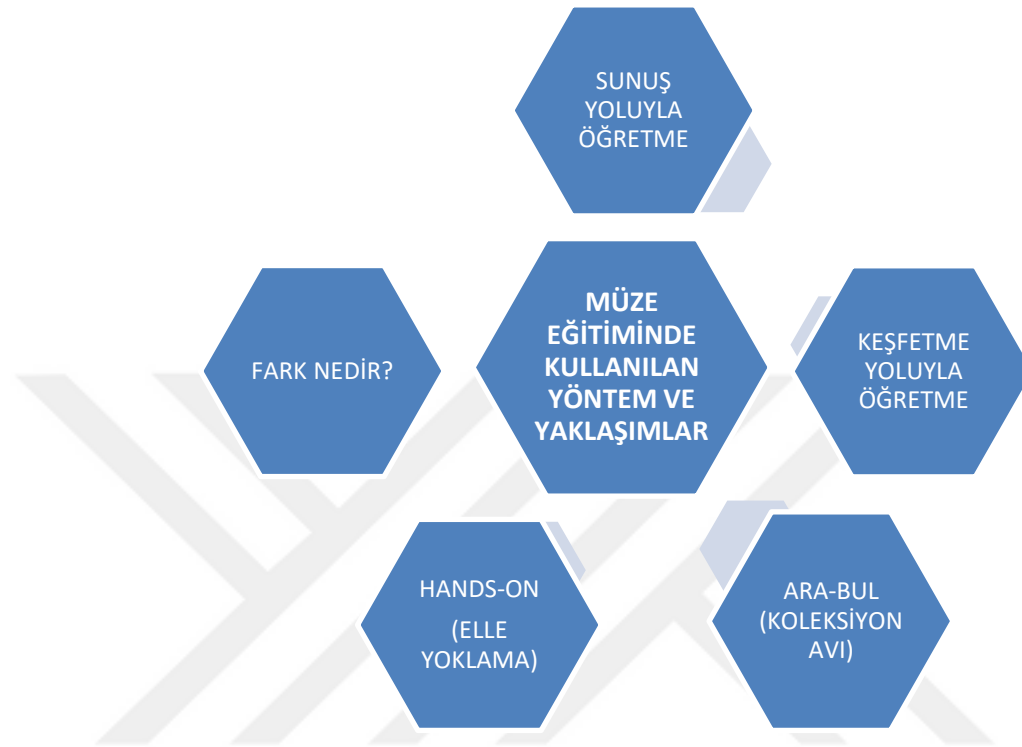 SUNUŞ
YOLUYLA
ÖĞRETME
MÜZE
EĞİTİMİNDE
KULLANILAN
YÖNTEM VE
YAKLAŞIMLAR
KEŞFETME
YOLUYLA
ÖĞRETME
ARA-BUL
(KOLEKSİYON
AVI)
HANDS-ON
(ELLE
YOKLAMA)
FARK NEDİR?